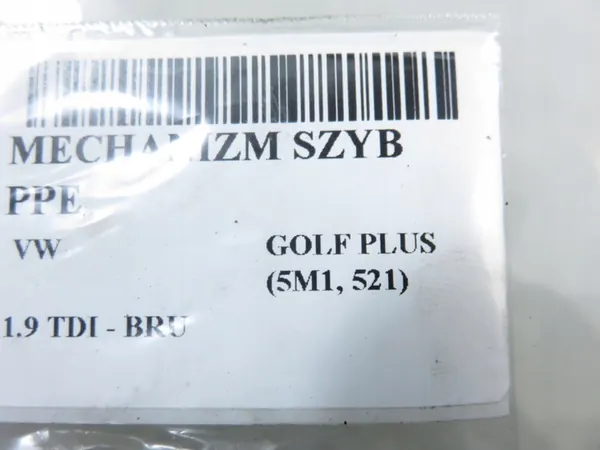 MECHANIZM SZYB
PPE
VW GOLF PLUS
(5M1, 521)
1.9 TDI - BRU